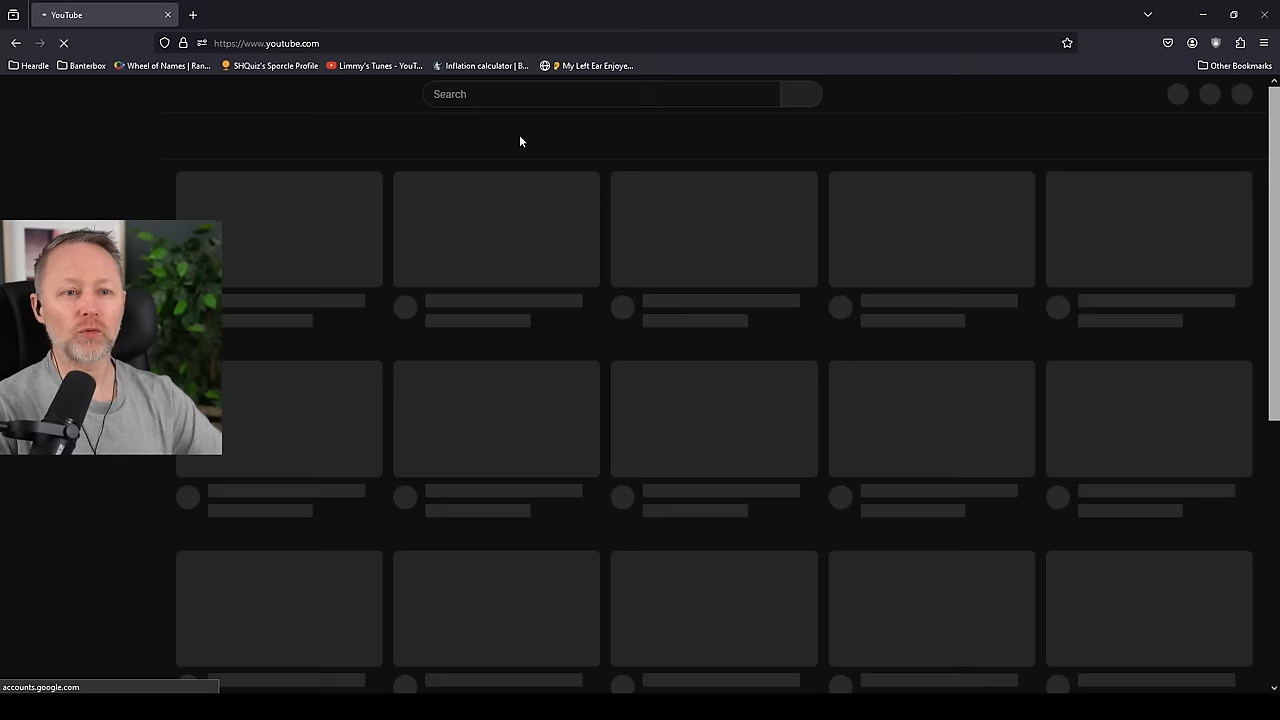 YouTube
https://www.youtube.com
Heardle
Banterbox
Wheel of Names | Ran...
SHQuiz's Sporcle Profile
Limmy's Tunes - YouT...
Inflation calculator | B...
My Left Ear Enjoye...
Other Bookmarks
Search
accounts.google.com